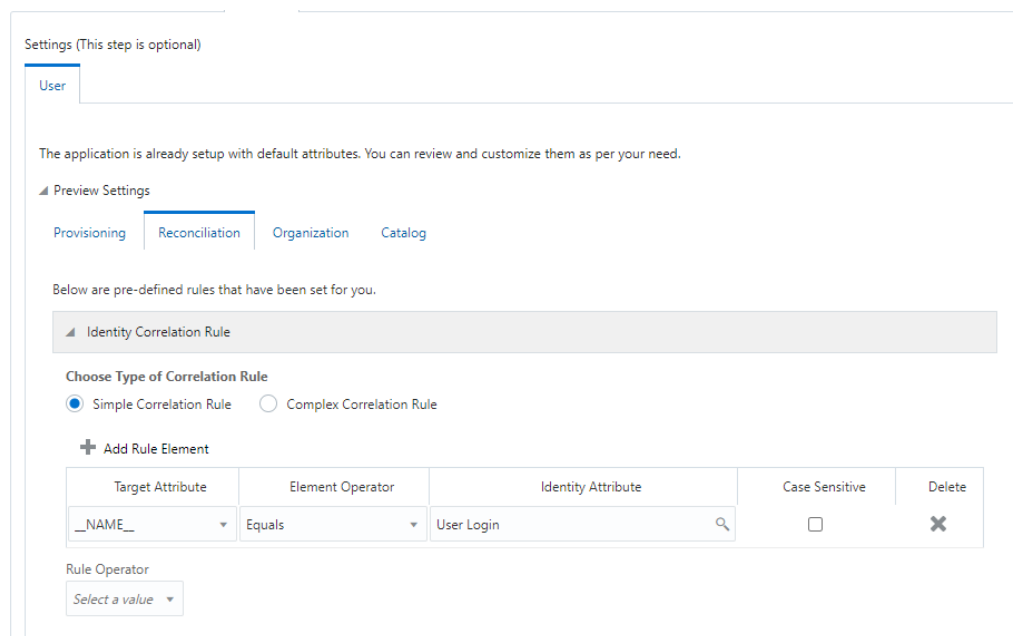 Settings (This step is optional)
User
The application is already setup with default attributes. You can review and customize them as per your need.
Preview Settings
Provisioning Reconciliation Organization Catalog
Below are pre-defined rules that have been set for you.
Identity Correlation Rule
Choose Type of Correlation Rule
Simple Correlation Rule Complex Correlation Rule
Add Rule Element
Target Attribute Element Operator Identity Attribute Case Sensitive Delete
__NAME__ Equals User Login
Rule Operator
Select a value